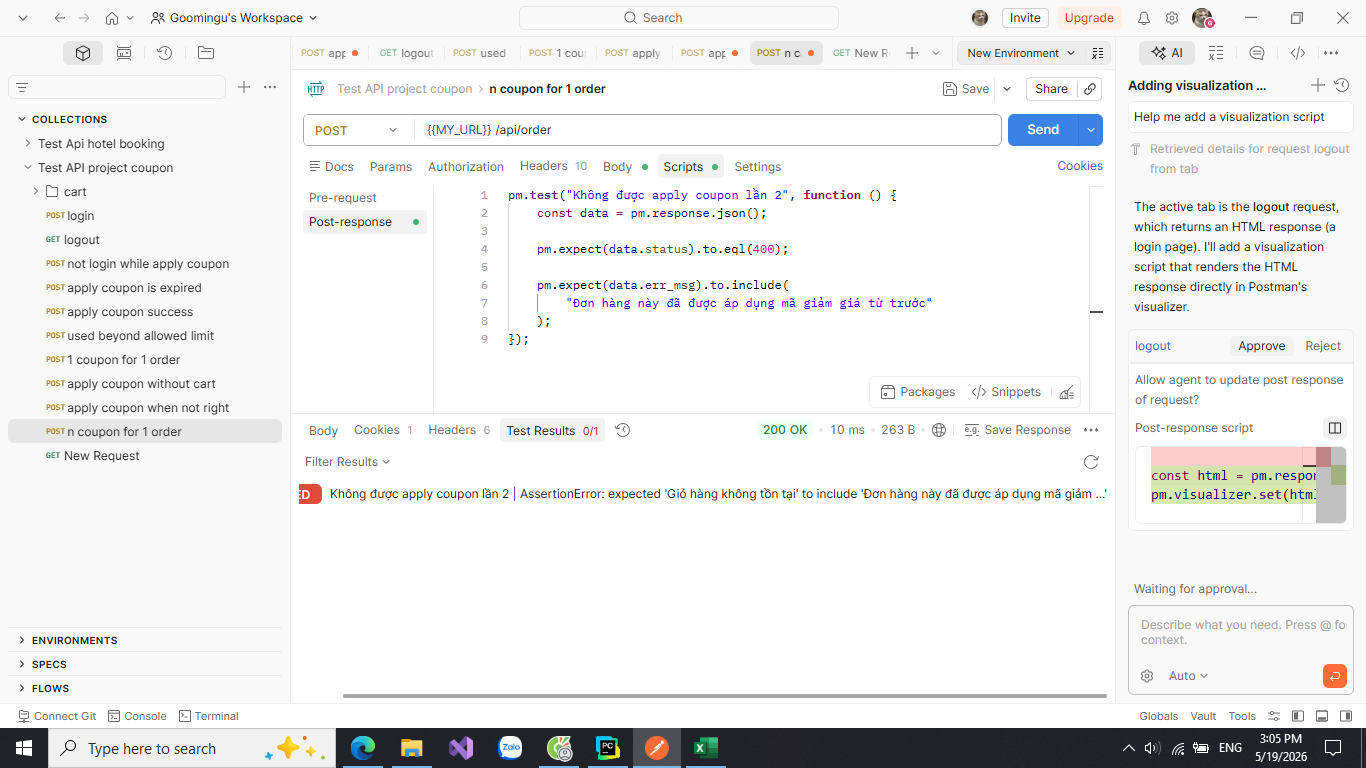 Goomingu's Workspace
Search
Invite
Upgrade
POST app
GET logout
POST used
POST 1 cou
POST apply
POST app
POST n c
GET New R
New Environment
AI
COLLECTIONS
Test Api hotel booking
Test API project coupon
cart
POST login
GET logout
POST not login while apply coupon
POST apply coupon is expired
POST apply coupon success
POST used beyond allowed limit
POST 1 coupon for 1 order
POST apply coupon without cart
POST apply coupon when not right
POST n coupon for 1 order
GET New Request
ENVIRONMENTS
SPECS
FLOWS
HTTP Test API project coupon › n coupon for 1 order
Save
Share
POST
{{MY_URL}} /api/order
Send
Docs
Params
Authorization
Headers 10
Body
Scripts
Settings
Cookies
Pre-request
Post-response
1 pm.test("Không được apply coupon lần 2", function () {
2 const data = pm.response.json();
3
4 pm.expect(data.status).to.eql(400);
5
6 pm.expect(data.err_msg).to.include(
7 "Đơn hàng này đã được áp dụng mã giảm giá từ trước"
8 );
9 });
Packages
Snippets
Body
Cookies 1
Headers 6
Test Results 0/1
200 OK
10 ms
263 B
e.g. Save Response
Filter Results
ED Không được apply coupon lần 2 | AssertionError: expected 'Giỏ hàng không tồn tại' to include 'Đơn hàng này đã được áp dụng mã giảm ...'
Adding visualization ...
Help me add a visualization script
Retrieved details for request logout
from tab
The active tab is the logout request,
which returns an HTML response (a
login page). I'll add a visualization
script that renders the HTML
response directly in Postman's
visualizer.
logout
Approve
Reject
Allow agent to update post response
of request?
Post-response script
const html = pm.respon
pm.visualizer.set(html
Waiting for approval...
Describe what you need. Press @ for
context.
Auto
Connect Git
Console
Terminal
Globals
Vault
Tools
Type here to search
Zalo
PC
ENG
3:05 PM
5/19/2026